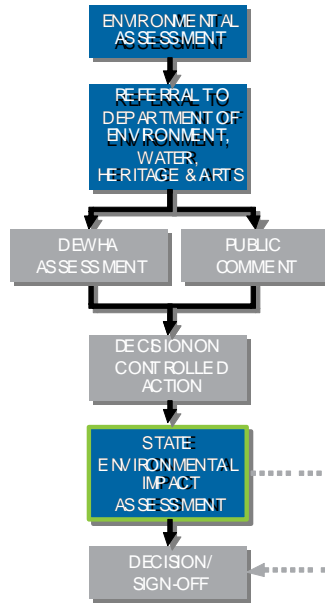 ENVIRONMENTAL
ASSESSMENT
REFERRAL TO
DEPARTMENT OF
ENVIRONMENT,
WATER,
HERITAGE & ARTS
DEWHA
ASSESSMENT
PUBLIC
COMMENT
DECISION ON
CONTROLLED
ACTION
STATE
ENVIRONMENTAL
IMPACT
ASSESSMENT
DECISION/
SIGN-OFF